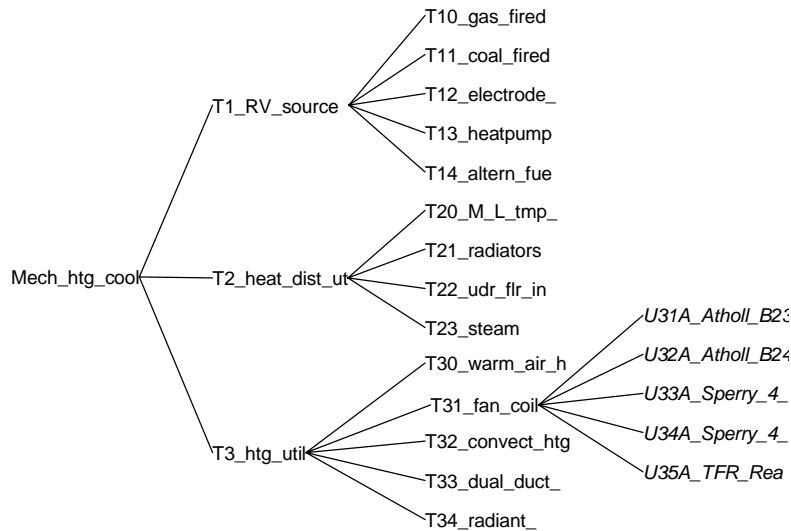 T10_gas_fired
T11_coal_fired
T1_RV_source
T12_electrode_
T13_heatpump
T14_altern_fue
T20_M_L_tmp_
T21_radiators
Mech_htg_cool
T2_heat_dist_ut
T22_udr_flr_in
T23_steam
U31A_Atholl_B23
U32A_Atholl_B24
T30_warm_air_h
U33A_Sperry_4_
T31_fan_coil
U34A_Sperry_4_
T32_convect_htg
T3_htg_util
U35A_TFR_Rea
T33_dual_duct_
T34_radiant_